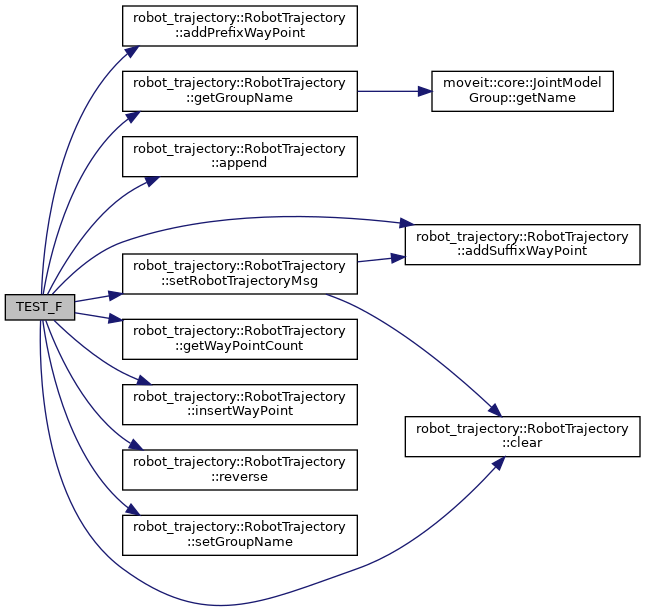 robot_trajectory::RobotTrajectory
::addPrefixWayPoint
robot_trajectory::RobotTrajectory
::getGroupName
moveit::core::JointModel
Group::getName
robot_trajectory::RobotTrajectory
::append
robot_trajectory::RobotTrajectory
::addSuffixWayPoint
robot_trajectory::RobotTrajectory
::setRobotTrajectoryMsg
TEST_F
robot_trajectory::RobotTrajectory
::getWayPointCount
robot_trajectory::RobotTrajectory
::insertWayPoint
robot_trajectory::RobotTrajectory
::clear
robot_trajectory::RobotTrajectory
::reverse
robot_trajectory::RobotTrajectory
::setGroupName